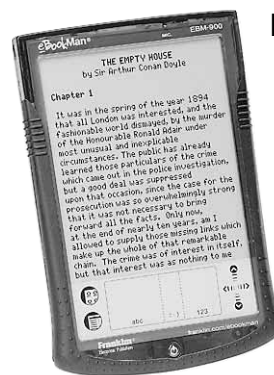 eBookMan®
MIC.
EBM-900
THE EMPTY HOUSE
by Sir Arthur Conan Doyle
Chapter 1
It was in the spring of the year 1894
that all London was interested, and the
fashionable world dismayed, by the murder
of the Honourable Ronald Adair under
most unusual and inexplicable
circumstances. The public has already
learned those particulars of the crime
which came out in the police investigation,
but a good deal was suppressed
upon that occasion, since the case for the
prosecution was so overwhelmingly strong
that it was not necessary to bring
forward all the facts. Only now,
at the end of nearly ten years, am I
allowed to supply those missing links which
make up the whole of that remarkable
chain. The crime was of interest in itself,
but that interest was as nothing to me
abc
123
Franklin
franklin.com/ebookman